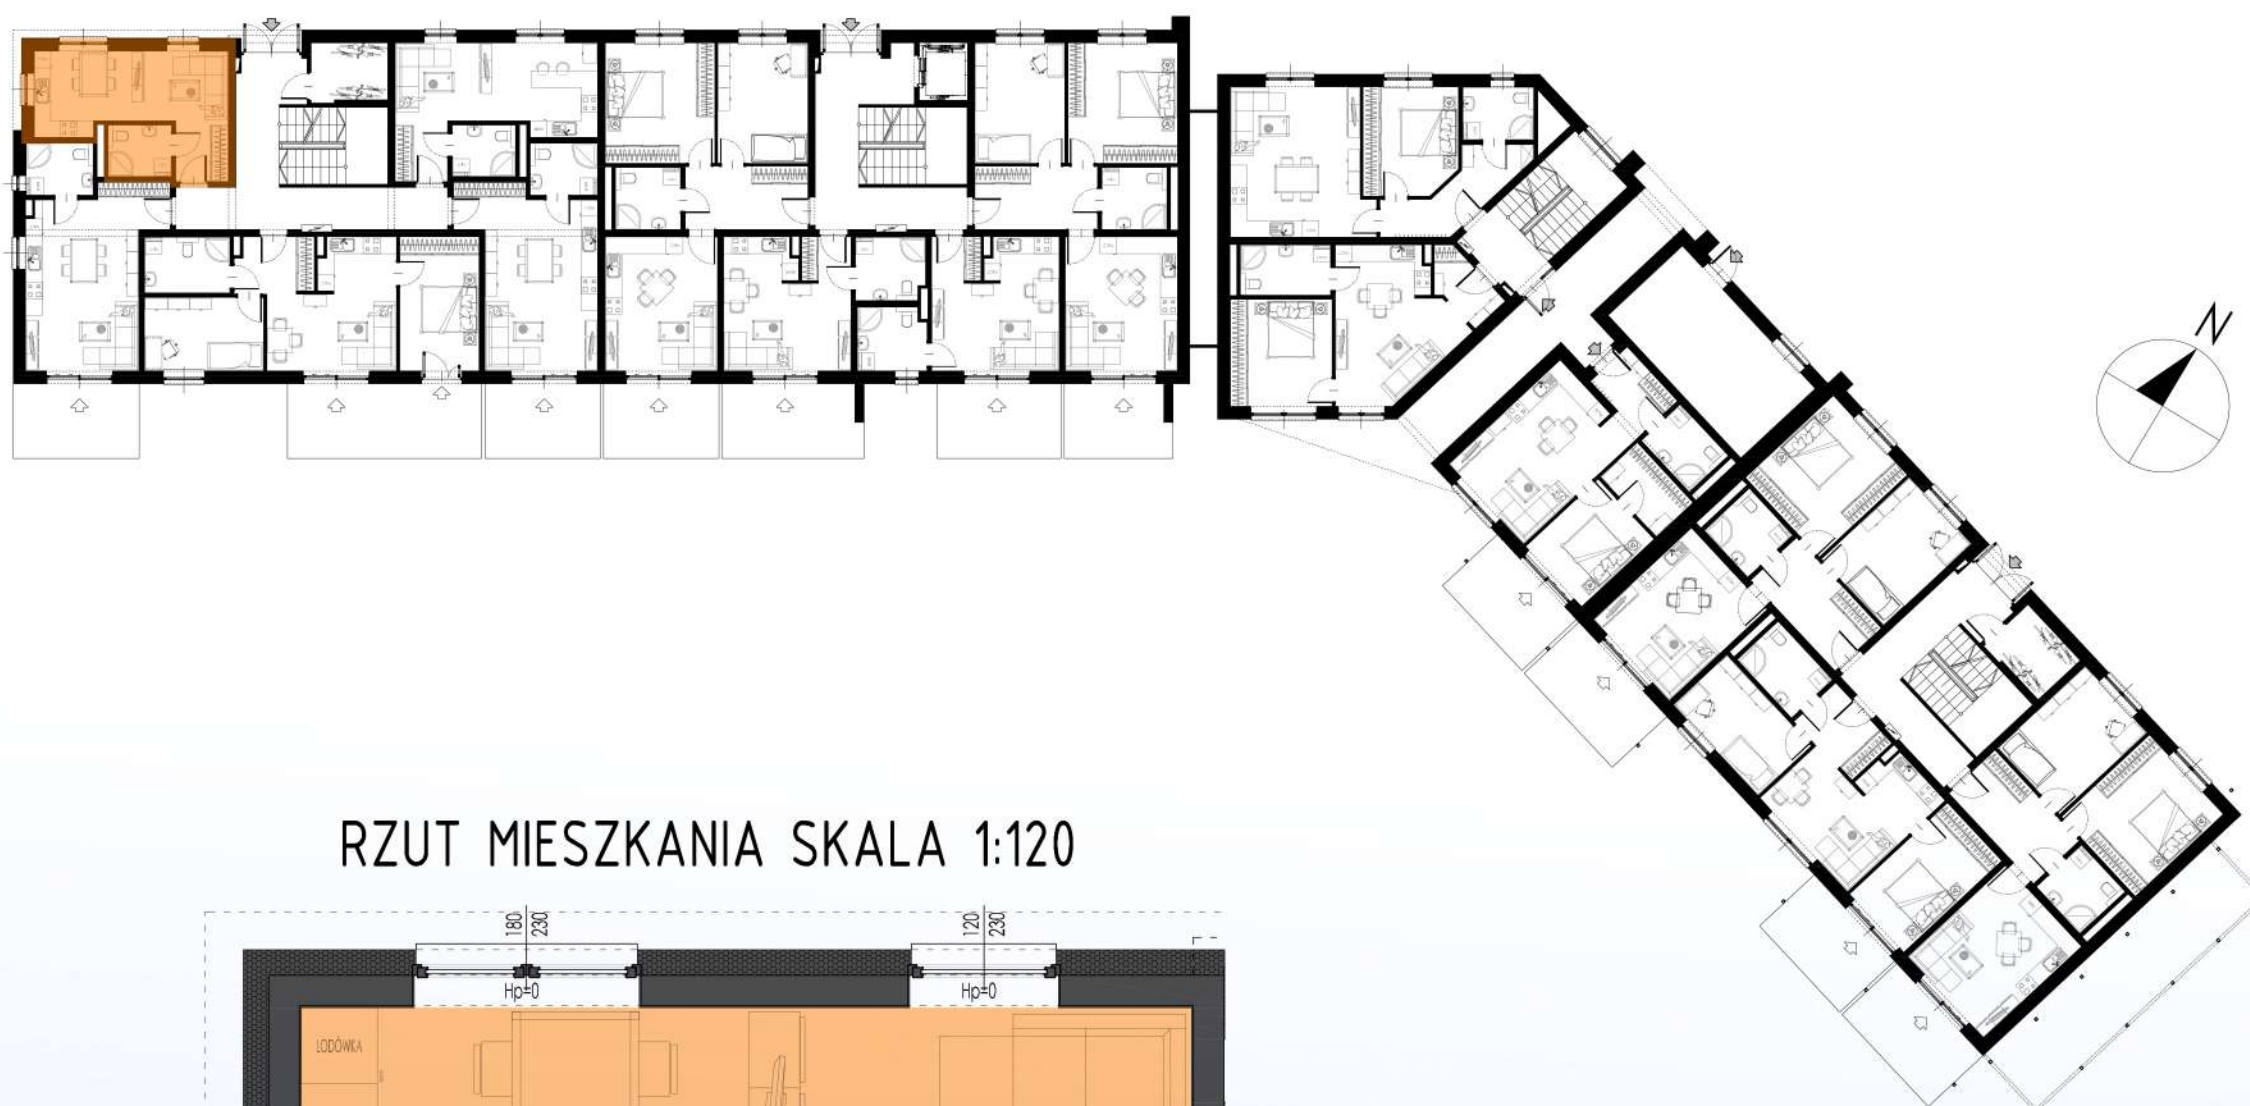 N
RZUT MIESZKANIA SKALA 1:120
180
230
120
230
Hp=0
Hp=0
LODÓWKA